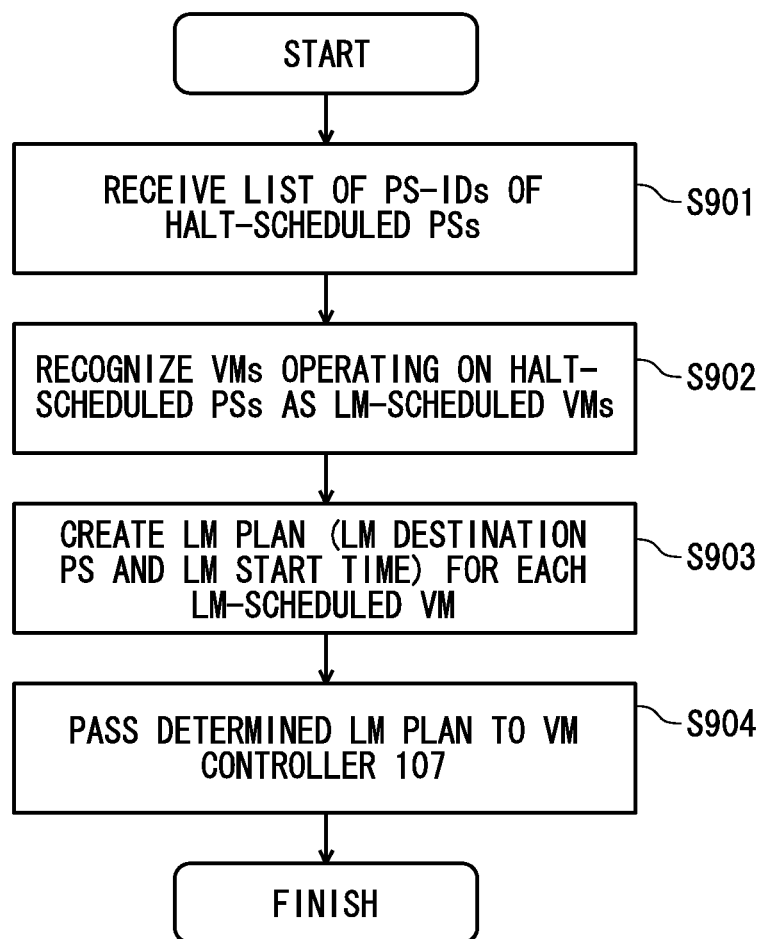 START
RECEIVE LIST OF PS-IDs OF
HALT-SCHEDULED PSs
S901
RECOGNIZE VMs OPERATING ON HALT-
SCHEDULED PSs AS LM-SCHEDULED VMs
S902
CREATE LM PLAN (LM DESTINATION
PS AND LM START TIME) FOR EACH
LM-SCHEDULED VM
S903
PASS DETERMINED LM PLAN TO VM
CONTROLLER 107
S904
FINISH